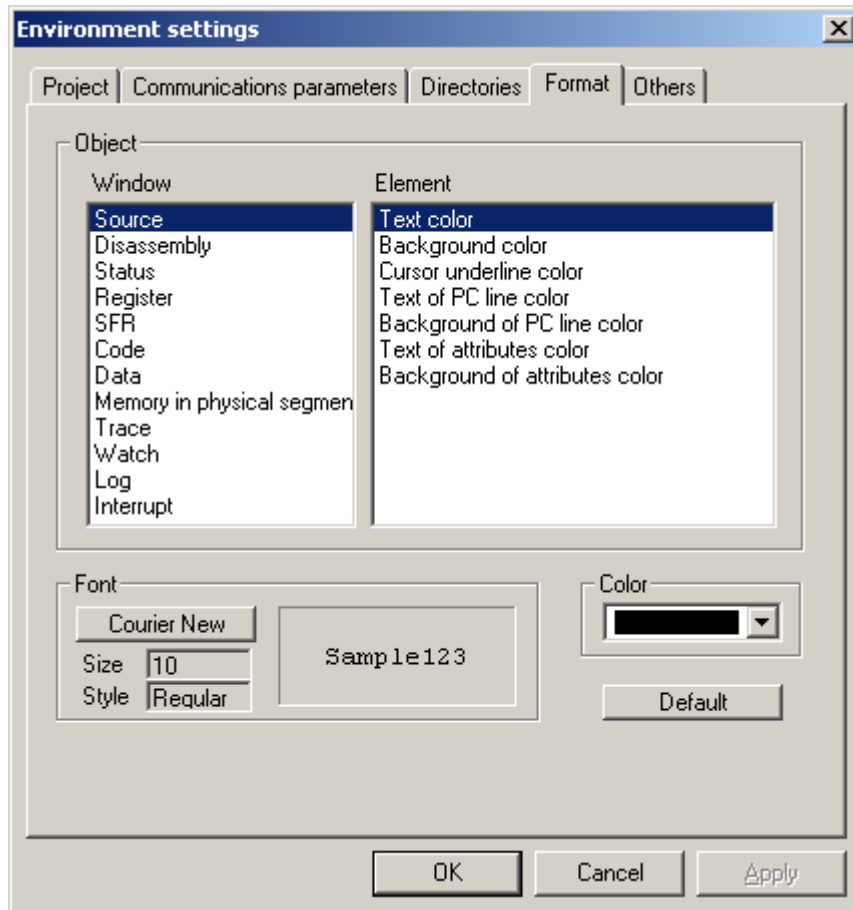 Environment settings
Project
Communications parameters
Directories
Format
Others
Object
Window
Source
Disassembly
Status
Register
SFR
Code
Data
Memory in physical segmen
Trace
Watch
Log
Interrupt
Element
Text color
Background color
Cursor underline color
Text of PC line color
Background of PC line color
Text of attributes color
Background of attributes color
Font
Courier New
Size 10
Style Regular
Sample123
Color
Default
OK
Cancel
Apply